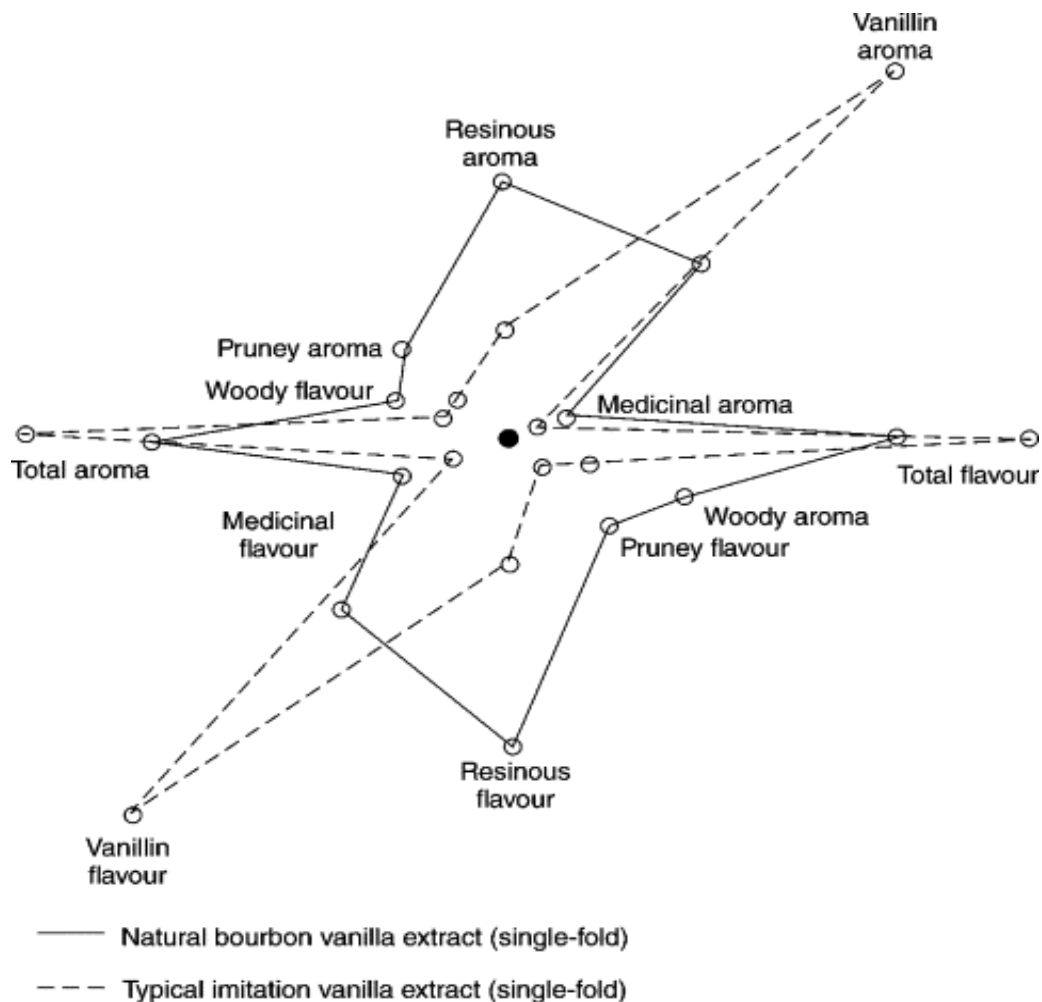 Vanillin
aroma
Resinous
aroma
Pruney aroma
Woody flavour
Medicinal aroma
Total aroma
Total flavour
Medicinal
flavour
Woody aroma
Pruney flavour
Resinous
flavour
Vanillin
flavour
Natural bourbon vanilla extract (single-fold)
Typical imitation vanilla extract (single-fold)